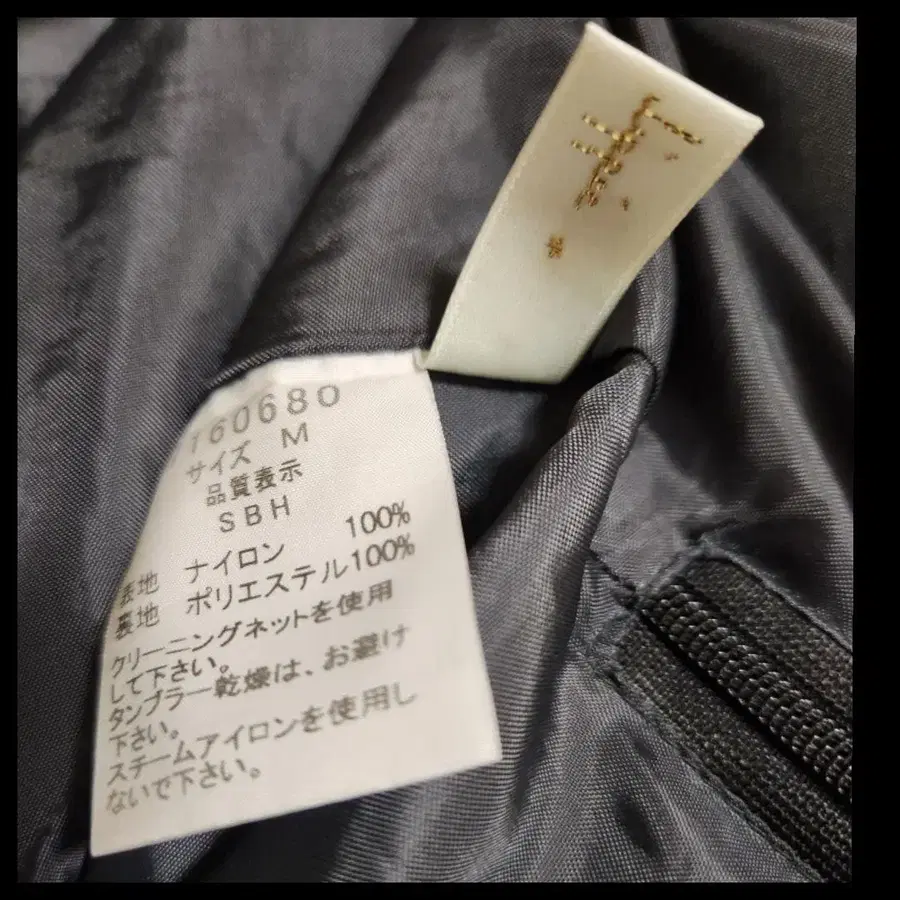 160680
サイズ M
品質表示
SBH
表地 ナイロン 100%
裏地 ポリエステル100%
クリーニングネットを使用
して下さい。
タンブラー乾燥は、お避け
下さい。
スチームアイロンを使用し
ないで下さい。